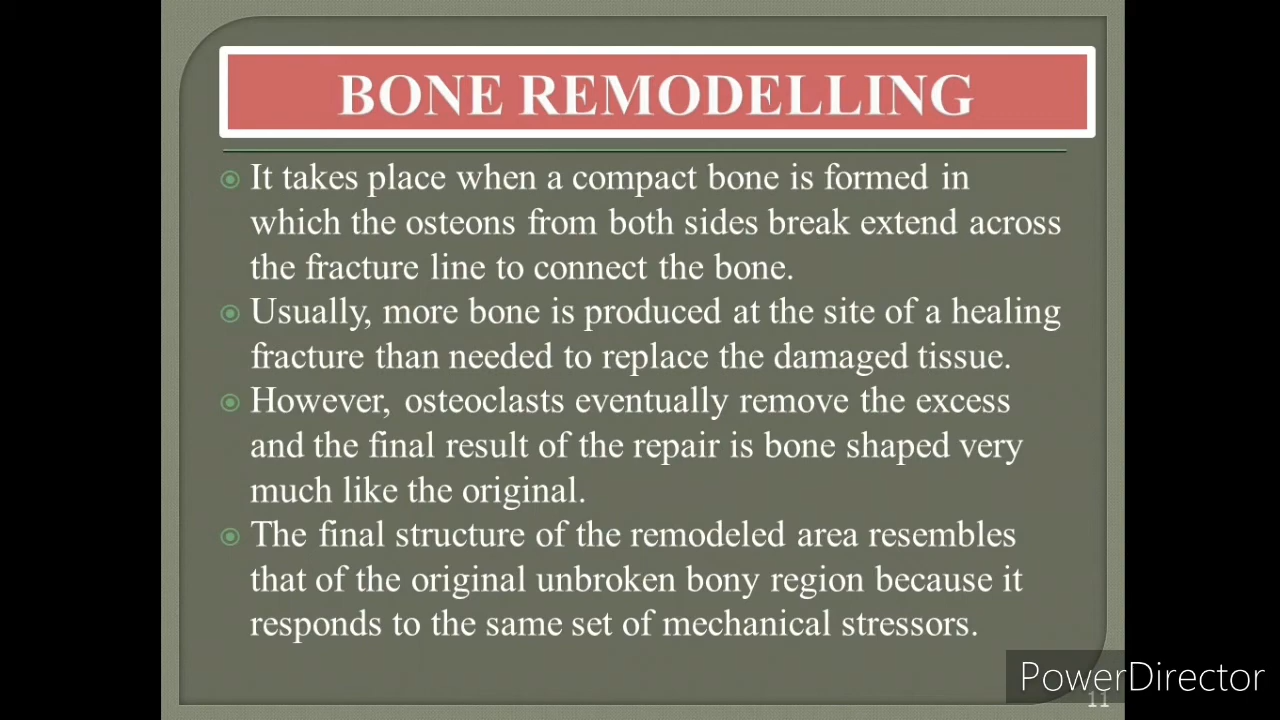 BONE REMODELLING
It takes place when a compact bone is formed in
which the osteons from both sides break extend across
the fracture line to connect the bone.
Usually, more bone is produced at the site of a healing
fracture than needed to replace the damaged tissue.
However, osteoclasts eventually remove the excess
and the final result of the repair is bone shaped very
much like the original.
The final structure of the remodeled area resembles
that of the original unbroken bony region because it
responds to the same set of mechanical stressors.
PowerDirector
11